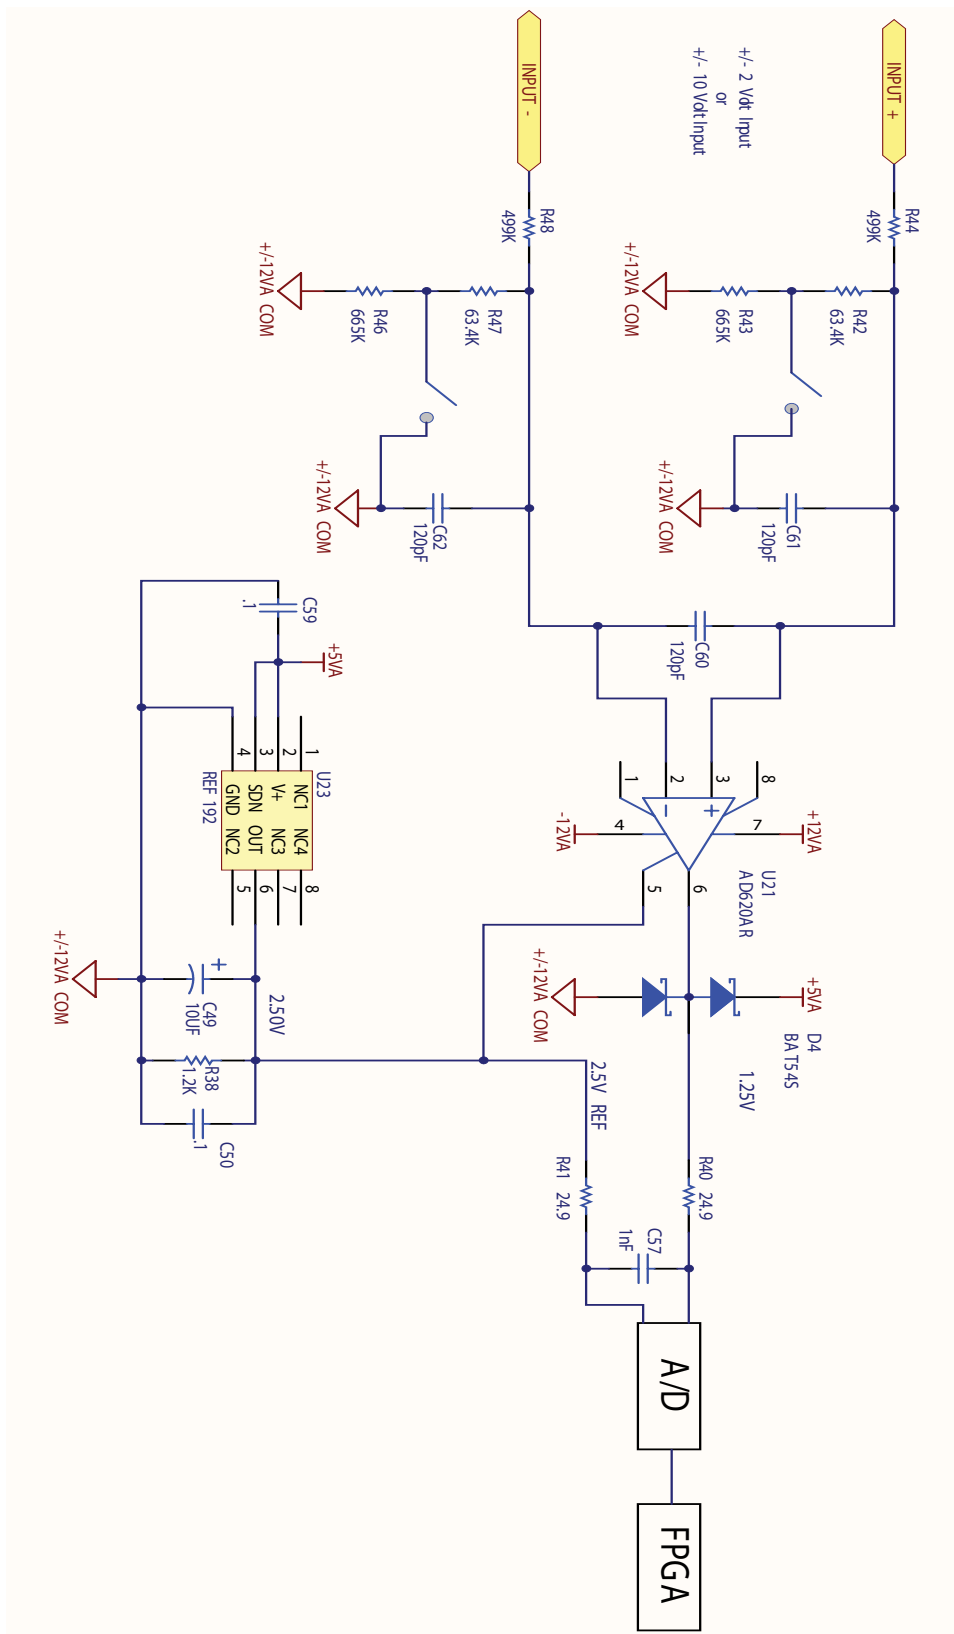 INPUT +
+/- 2 Volt Input
or
+/- 10 Volt Input
INPUT -
R44
499K
R42
63.4K
R43
665K
+/-12VA COM
C61
120pF
+/-12VA COM
R48
499K
R47
63.4K
R46
665K
+/-12VA COM
C62
120pF
+/-12VA COM
C60
120pF
8
3
2
1
+
-
+12VA
7
4
-12VA
U21
AD620AR
6
5
+5VA
D4
BAT54S
+/-12VA COM
1.25V
2.5V REF
R40 24.9
R41 24.9
C57
1nF
A/D
FPGA
C59
.1
+5VA
1
2
3
4
U23
NC1 NC4
V+ NC3
SDN OUT
GND NC2
REF 192
8
7
6
5
2.50V
+
C49
10UF
R38
1.2K
C50
.1
+/-12VA COM